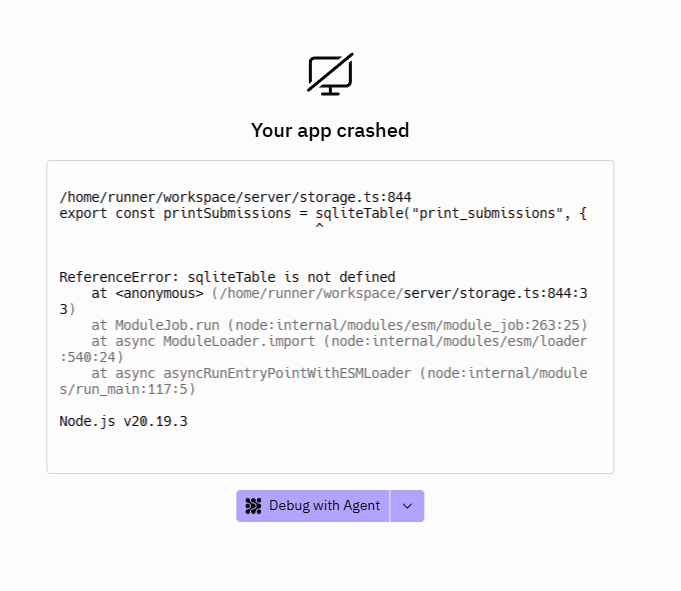 Your app crashed
/home/runner/workspace/server/storage.ts:844
export const printSubmissions = sqliteTable("print_submissions", {
^
ReferenceError: sqliteTable is not defined
at <anonymous> (/home/runner/workspace/server/storage.ts:844:3
3)
at ModuleJob.run (node:internal/modules/esm/module_job:263:25)
at async ModuleLoader.import (node:internal/modules/esm/loader
:540:24)
at async asyncRunEntryPointWithESMLoader (node:internal/module
s/run_main:117:5)
Node.js v20.19.3
Debug with Agent